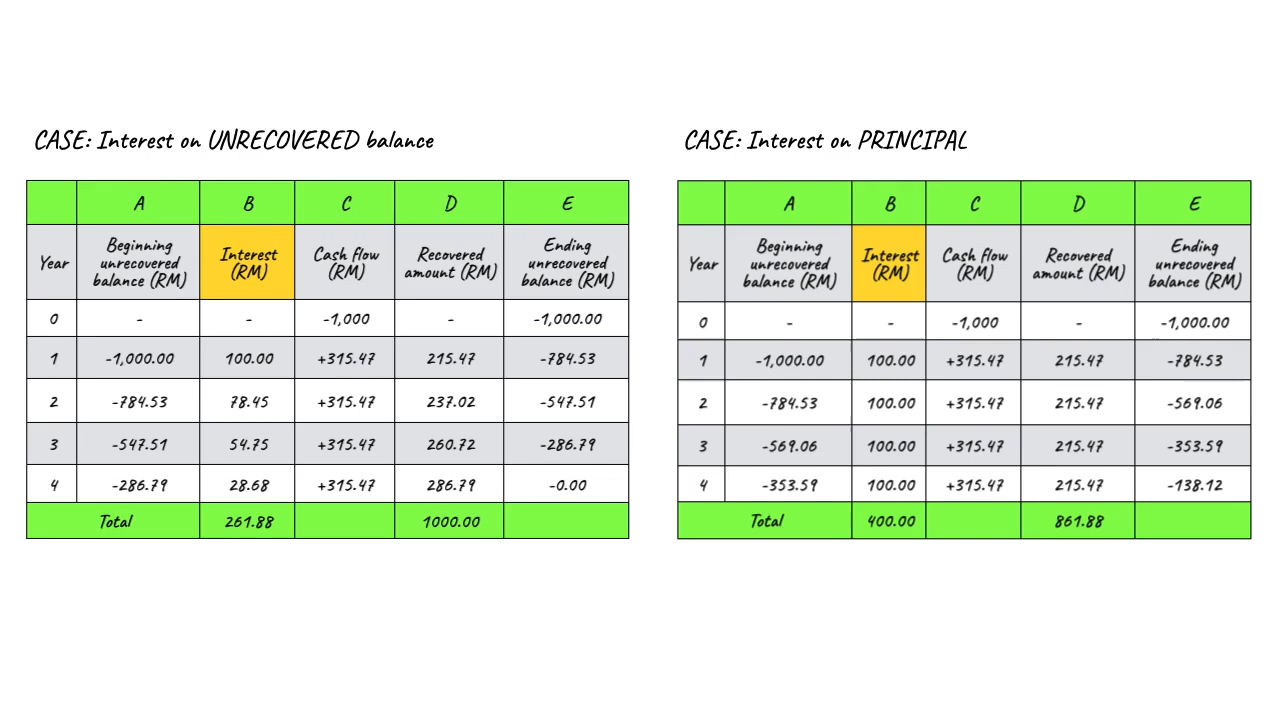 CASE: Interest on UNRECOVERED balance
A B C D E
Year Beginning unrecovered balance (RM) Interest (RM) Cash flow (RM) Recovered amount (RM) Ending unrecovered balance (RM)
0 - - -1,000 - -1,000.00
1 -1,000.00 100.00 +315.47 215.47 -784.53
2 -784.53 78.45 +315.47 237.02 -547.51
3 -547.51 54.75 +315.47 260.72 -286.79
4 -286.79 28.68 +315.47 286.79 -0.00
Total 261.88 1000.00
CASE: Interest on PRINCIPAL
A B C D E
Year Beginning unrecovered balance (RM) Interest (RM) Cash flow (RM) Recovered amount (RM) Ending unrecovered balance (RM)
0 - - -1,000 - -1,000.00
1 -1,000.00 100.00 +315.47 215.47 -784.53
2 -784.53 100.00 +315.47 215.47 -569.06
3 -569.06 100.00 +315.47 215.47 -353.59
4 -353.59 100.00 +315.47 215.47 -138.12
Total 400.00 861.88